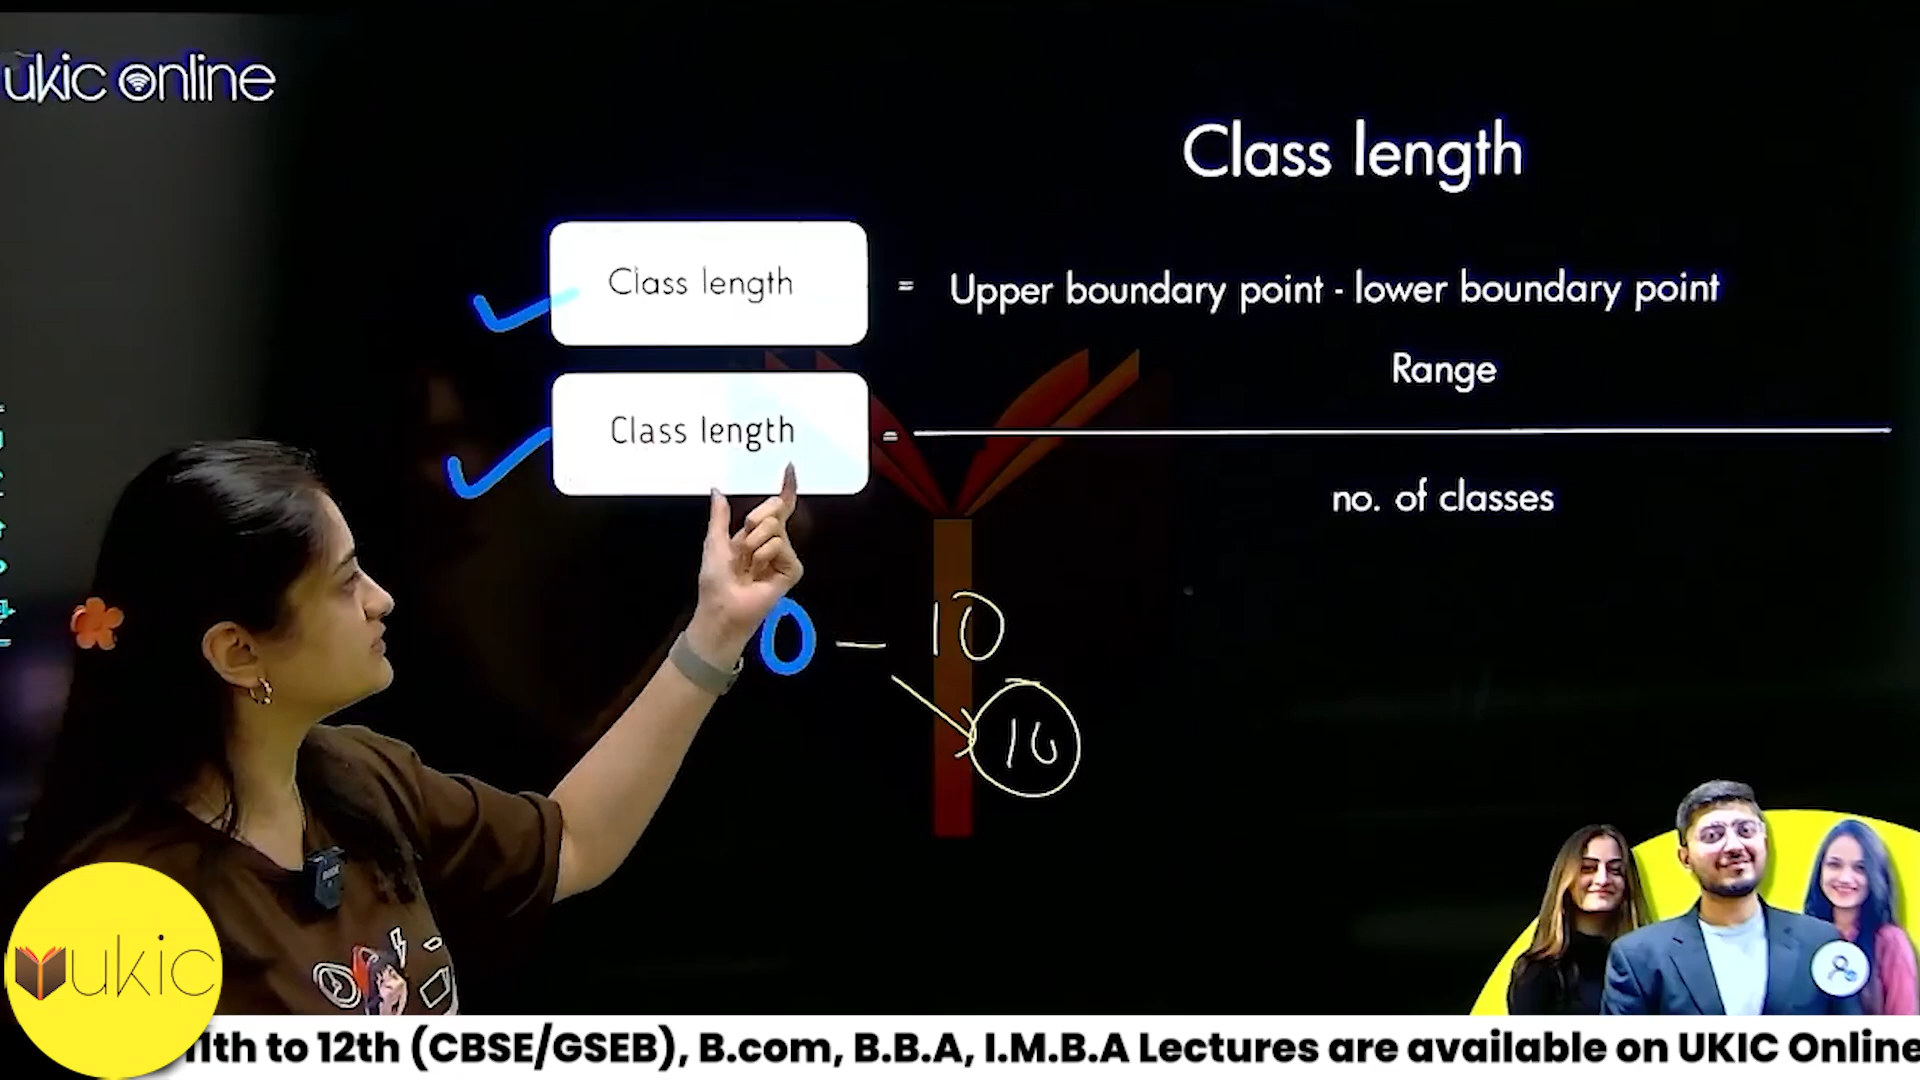 ukic online
Class length
Class length = Upper boundary point - lower boundary point
Range
Class length =
no. of classes
0 — 10
10
ukic
11th to 12th (CBSE/GSEB), B.com, B.B.A, I.M.B.A Lectures are available on UKIC Online